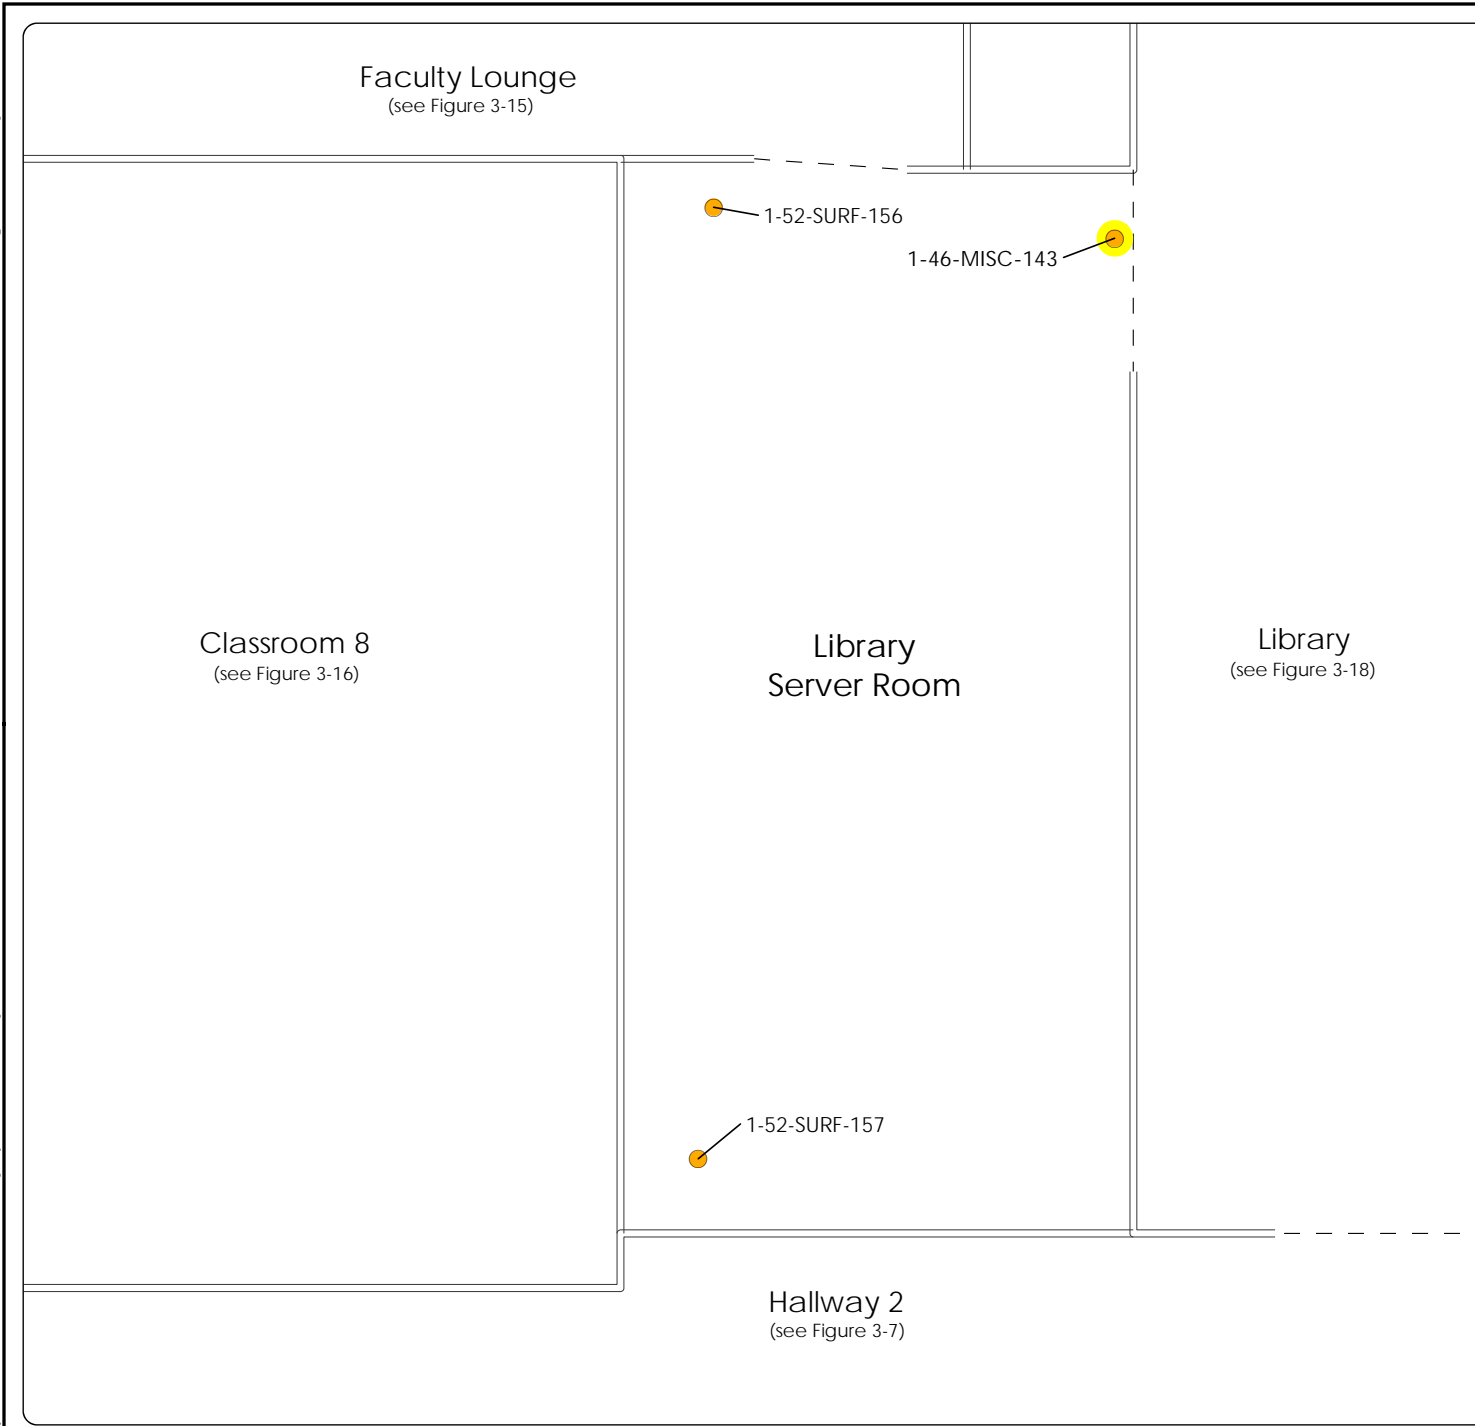 Faculty Lounge
(see Figure 3-15)
1-52-SURF-156
1-46-MISC-143
Classroom 8
(see Figure 3-16)
Library
Server Room
Library
(see Figure 3-18)
1-52-SURF-157
Hallway 2
(see Figure 3-7)